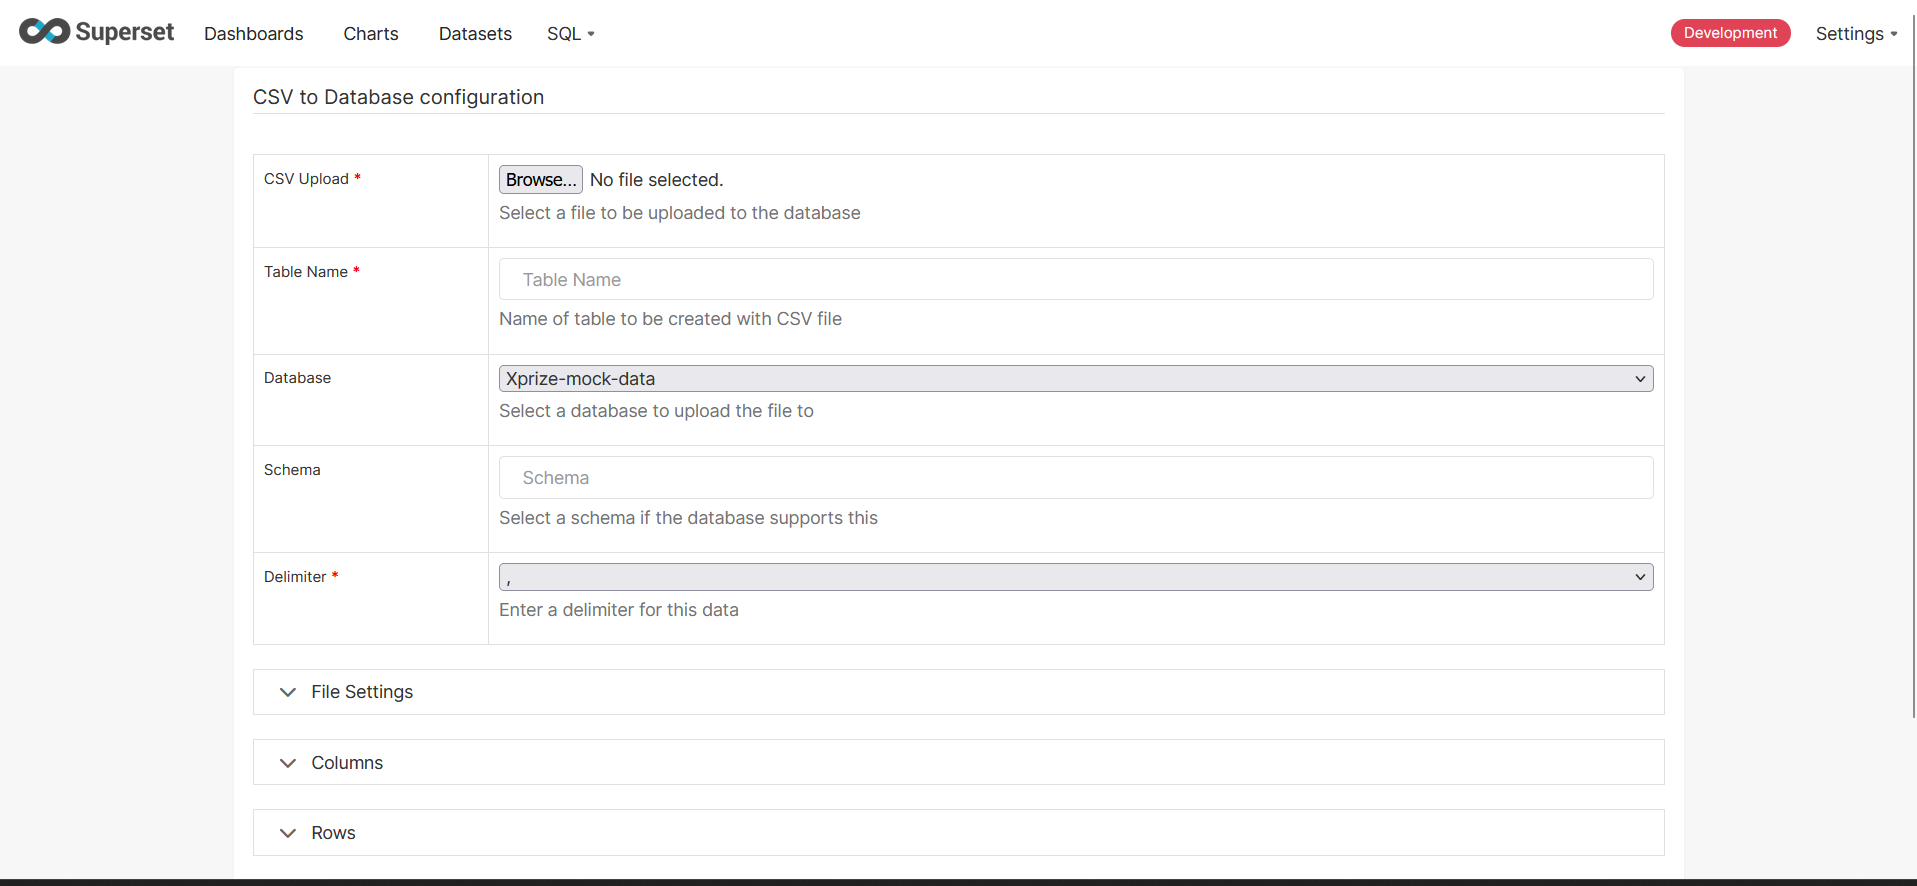 Superset Dashboards Charts Datasets SQL Development Settings
CSV to Database configuration
CSV Upload * Browse... No file selected.
Select a file to be uploaded to the database
Table Name * Table Name
Name of table to be created with CSV file
Database Xprize-mock-data
Select a database to upload the file to
Schema Schema
Select a schema if the database supports this
Delimiter * ,
Enter a delimiter for this data
File Settings
Columns
Rows